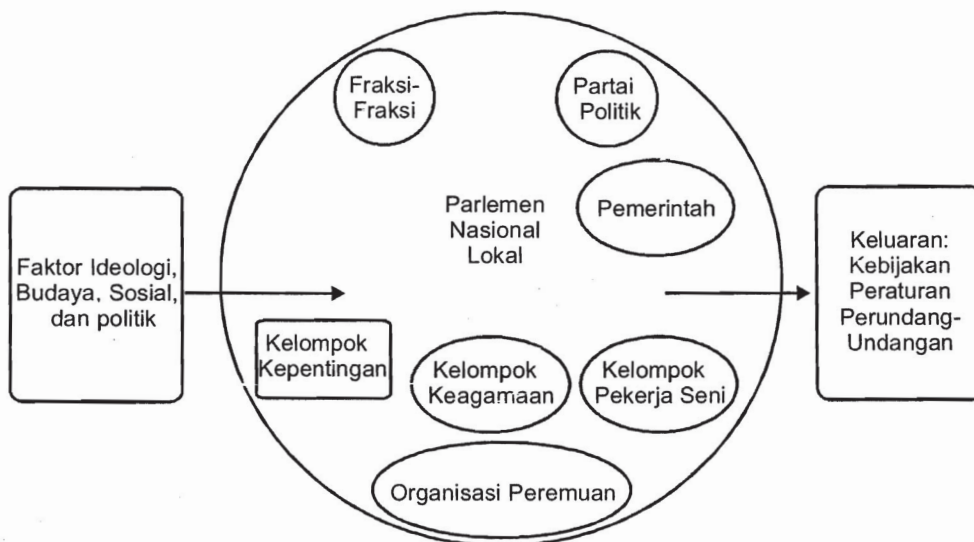 Fraksi-
Fraksi
Partai
Politik
Pemerintah
Parlemen
Nasional
Lokal
Faktor Ideologi,
Budaya, Sosial,
dan politik
Keluaran:
Kebijakan
Peraturan
Perundang-
Undangan
Kelompok
Kepentingan
Kelompok
Keagamaan
Kelompok
Pekerja Seni
Organisasi Peremuan